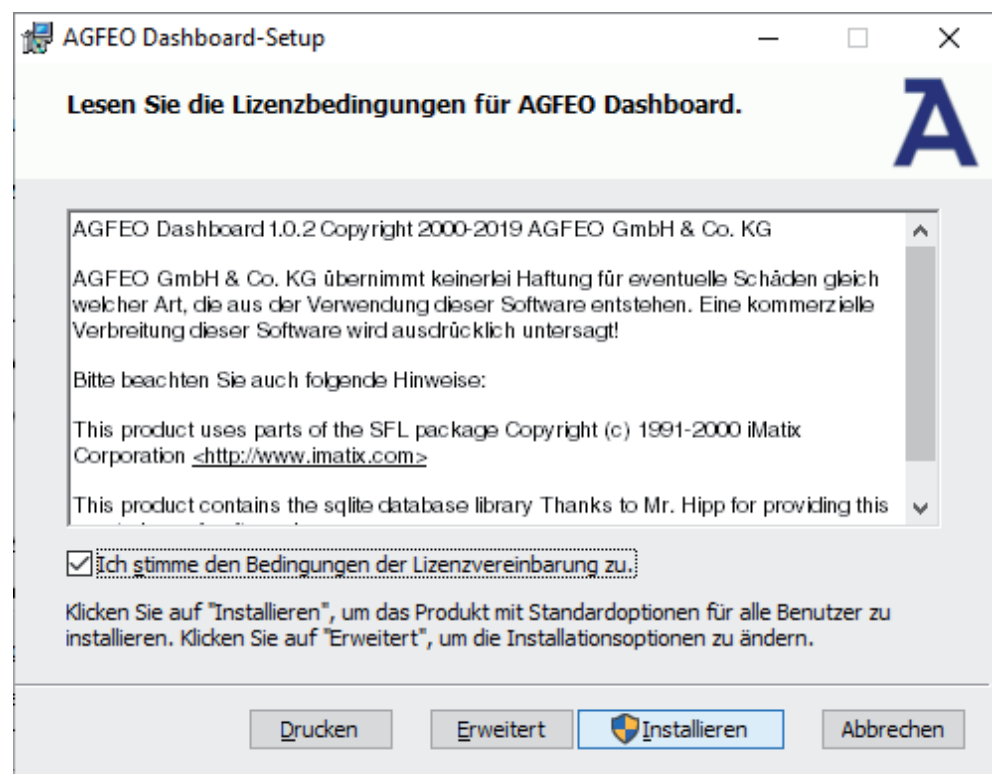 AGFEO Dashboard-Setup
Lesen Sie die Lizenzbedingungen für AGFEO Dashboard.
AGFEO Dashboard 1.0.2 Copyright 2000-2019 AGFEO GmbH & Co. KG
AGFEO GmbH & Co. KG übernimmt keinerlei Haftung für eventuelle Schäden gleich
welcher Art, die aus der Verwendung dieser Software entstehen. Eine kommerzielle
Verbreitung dieser Software wird ausdrücklich untersagt!
Bitte beachten Sie auch folgende Hinweise:
This product uses parts of the SFL package Copyright (c) 1991-2000 iMatix
Corporation <http://www.imatix.com>
This product contains the sqlite database library Thanks to Mr. Hipp for providing this
Ich stimme den Bedingungen der Lizenzvereinbarung zu.
Klicken Sie auf "Installieren", um das Produkt mit Standardoptionen für alle Benutzer zu
installieren. Klicken Sie auf "Erweitert", um die Installationsoptionen zu ändern.
Drucken Erweitert Installieren Abbrechen